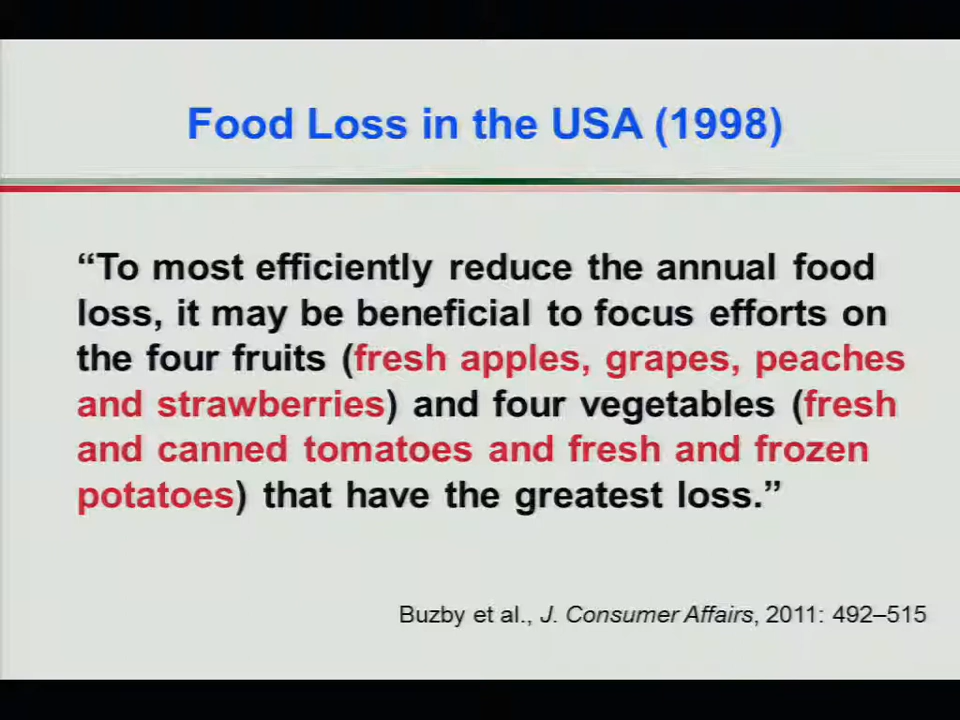 Food Loss in the USA (1998)
“To most efficiently reduce the annual food
loss, it may be beneficial to focus efforts on
the four fruits (fresh apples, grapes, peaches
and strawberries) and four vegetables (fresh
and canned tomatoes and fresh and frozen
potatoes) that have the greatest loss.”
Buzby et al., J. Consumer Affairs, 2011: 492–515